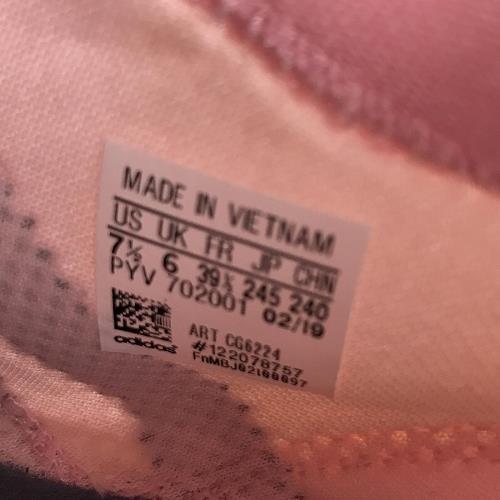 MADE IN VIETNAM
US UK FR JP CHN
7½ 6 39⅓ 245 240
PYV 702001 02/19
ART CG6224
#122078757
adidas FnMBJ02100097